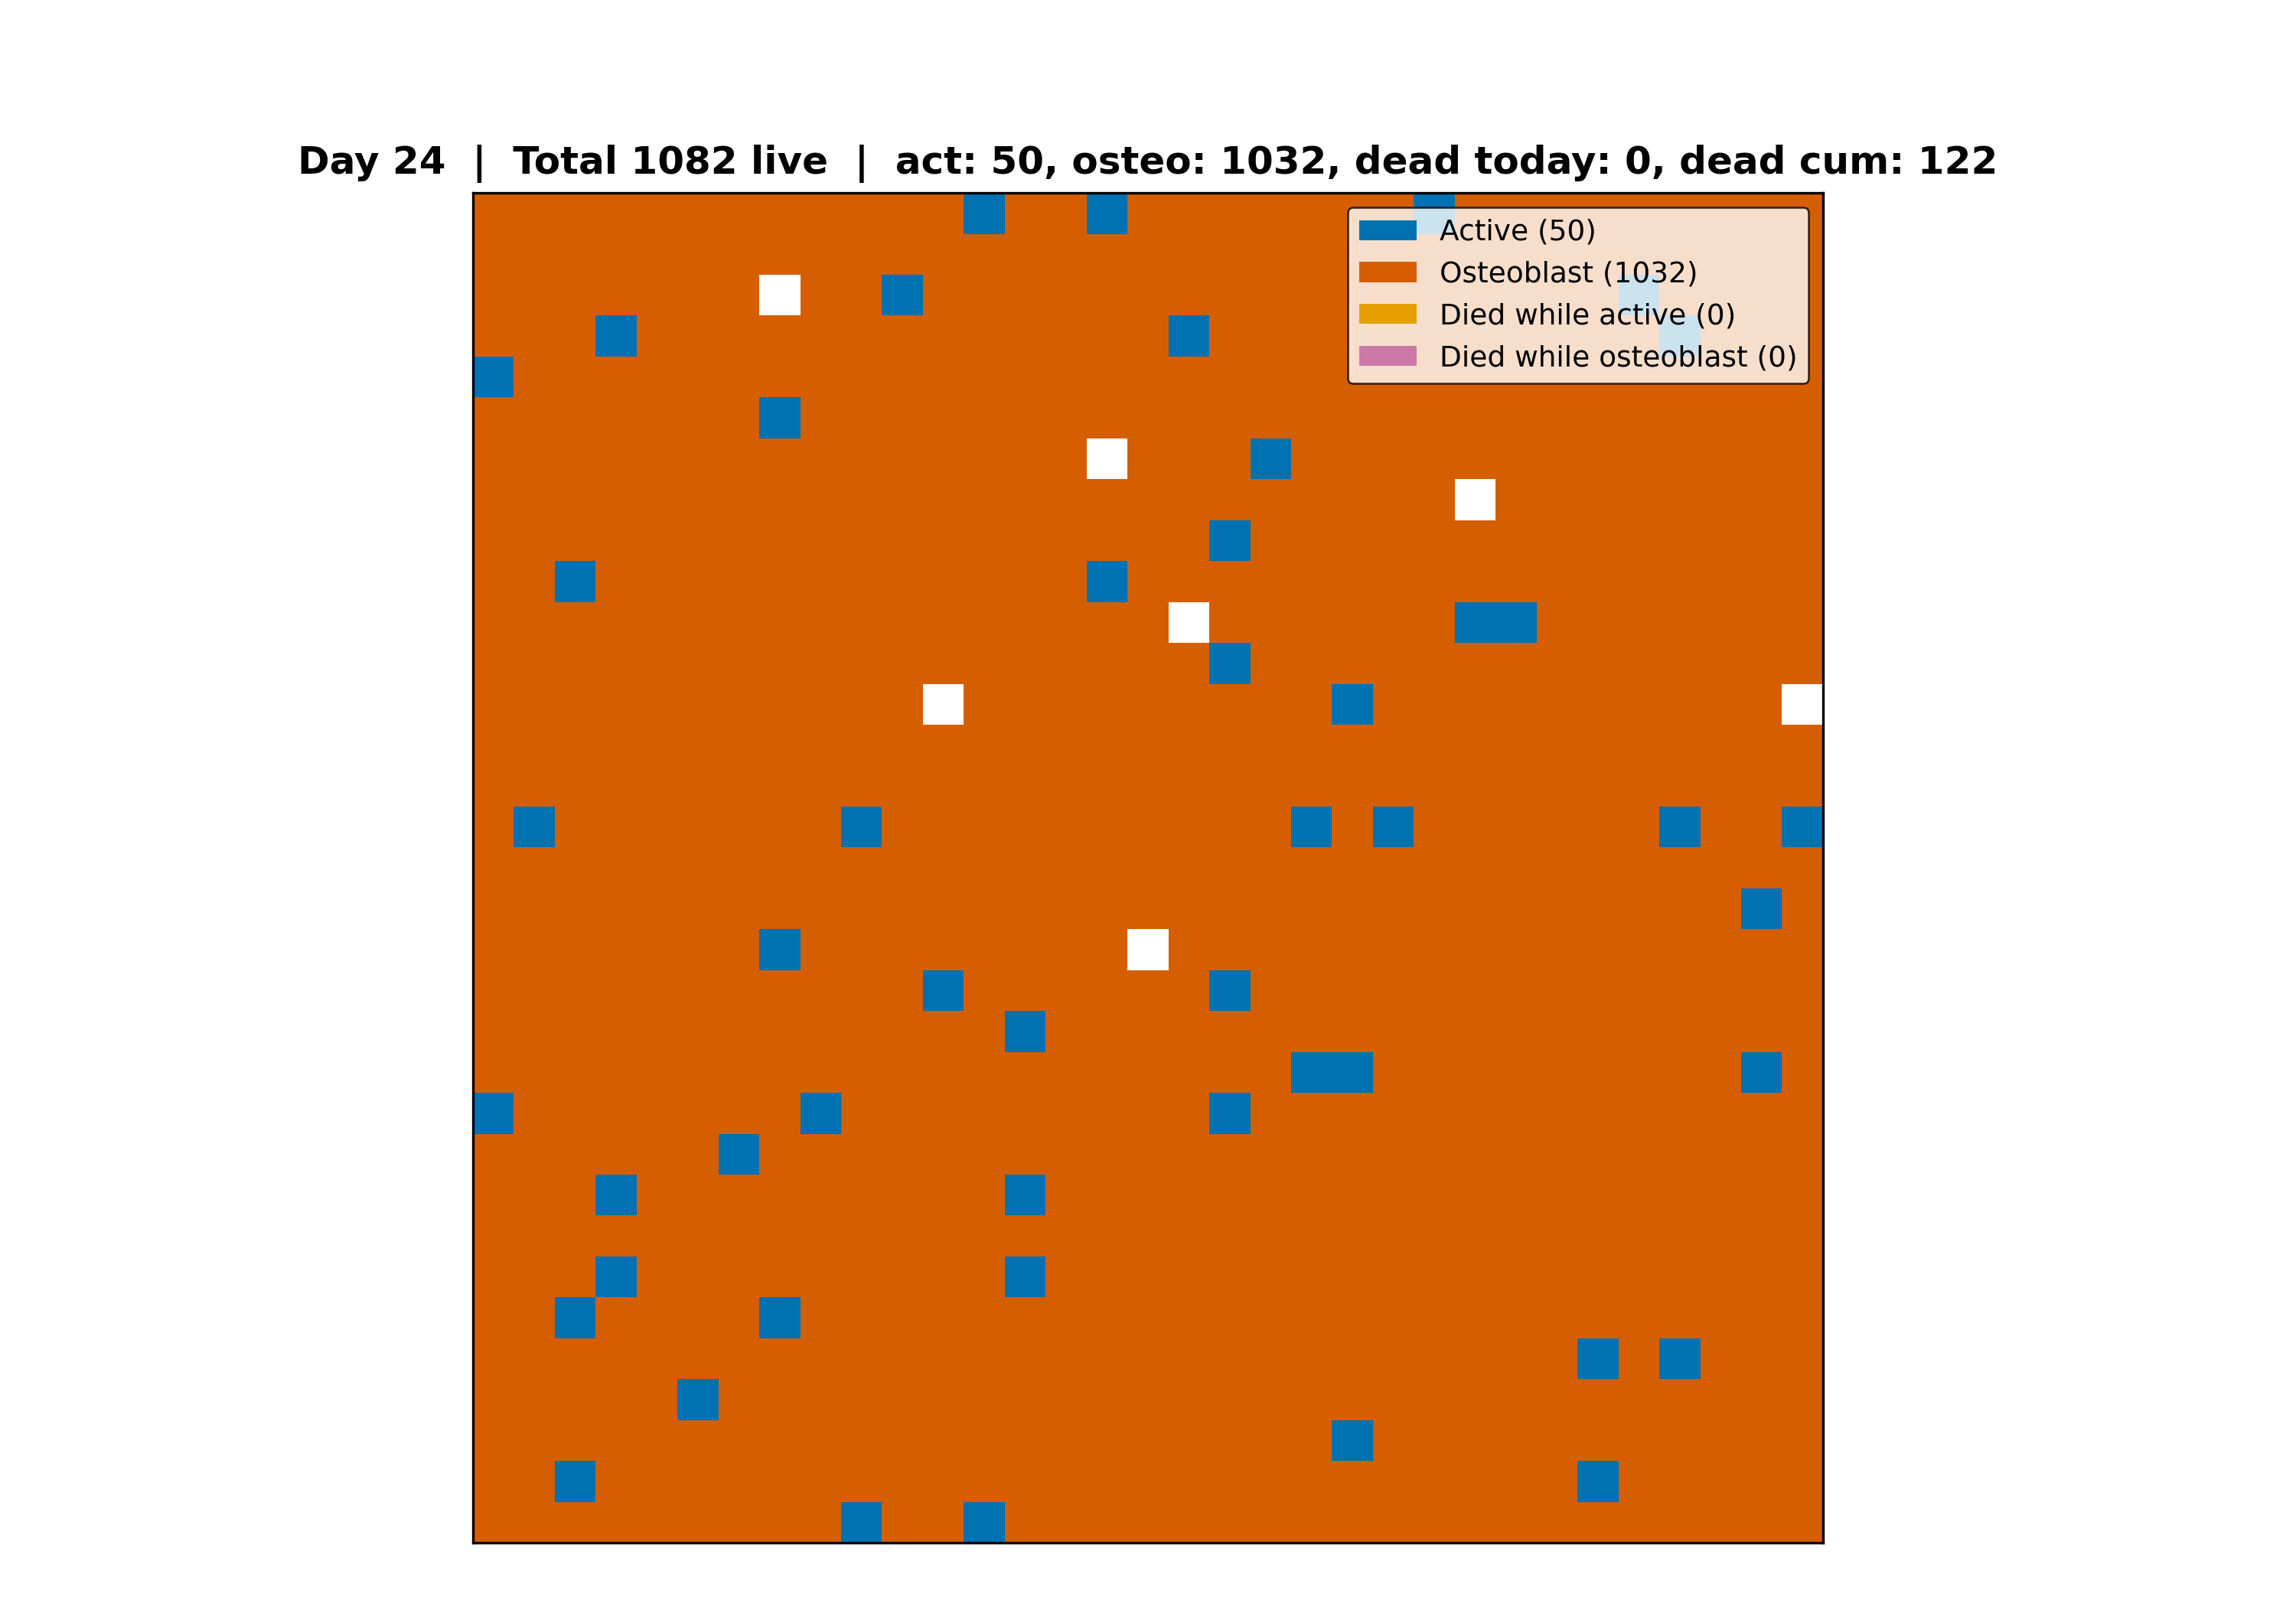 Day 24 | Total 1082 live | act: 50, osteo: 1032, dead today: 0, dead cum: 122
Active (50)
Osteoblast (1032)
Died while active (0)
Died while osteoblast (0)